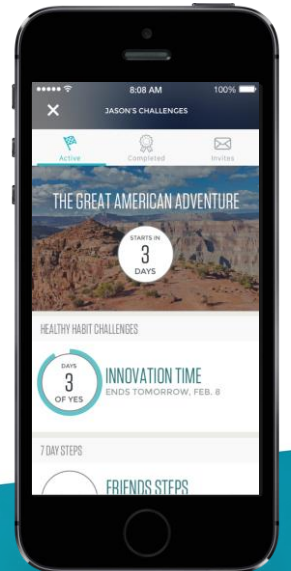 8:08 AM
100%
JASON'S CHALLENGES
Active
Completed
Invites
THE GREAT AMERICAN ADVENTURE
STARTS IN
3
DAYS
HEALTHY HABIT CHALLENGES
DAYS
3
OF YES
INNOVATION TIME
ENDS TOMORROW, FEB. 8
7 DAY STEPS
FRIENDS STEPS